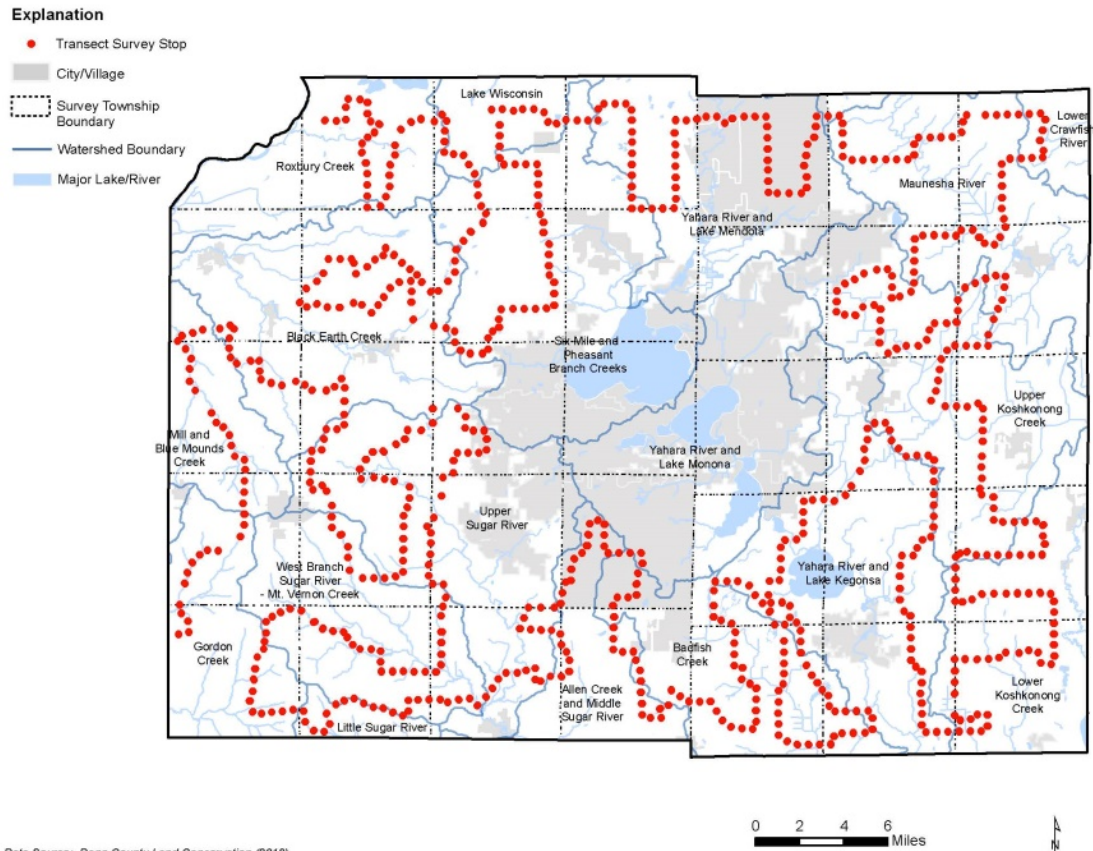 Explanation
Transect Survey Stop
City/Village
Survey Township
Boundary
Watershed Boundary
Major Lake/River
Lake Wisconsin
Lower
Crawfish
River
Roxbury Creek
Maunesha River
Yahara River and
Lake Mendota
Black Earth Creek
Six-Mile and
Pheasant
Branch Creeks
Upper
Koshkonong
Creek
Mill and
Blue Mounds
Creek
Yahara River and
Lake Monona
Upper
Sugar River
West Branch
Sugar River
- Mt. Vernon Creek
Yahara River and
Lake Kegonsa
Gordon
Creek
Badfish
Creek
Allen Creek
and Middle
Sugar River
Lower
Koshkonong
Creek
Little Sugar River
0 2 4 6
Miles
N